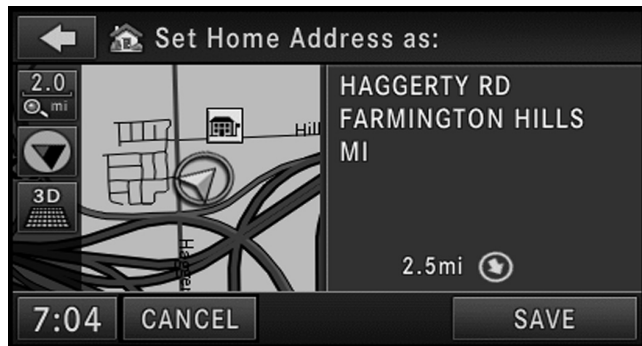 Set Home Address as:
2.0
mi
3D
Hill
Hagger
HAGGERTY RD
FARMINGTON HILLS
MI
2.5mi
7:04
CANCEL
SAVE